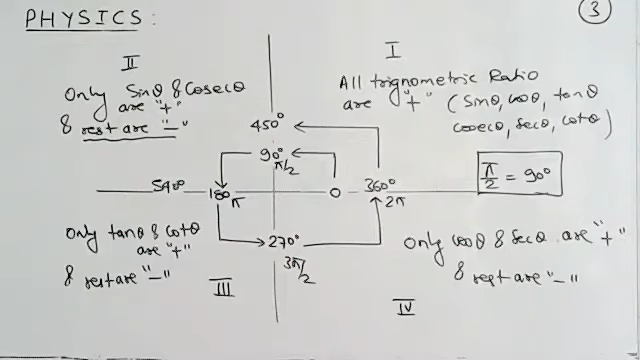 PHYSICS :
3
II
I
Only Sinθ & Cosecθ
are "+"
& rest are "—"
All trignometric Ratio
are "+" (Sinθ, cosθ, tanθ
cosecθ, secθ, cotθ)
450°
90°
π/2
540°
180°
π
0
360°
2π
π/2 = 90°
Only tanθ & cotθ
are "+"
& rest are "—"
270°
3π/2
Only cosθ & secθ are "+"
& rest are "—"
III
IV